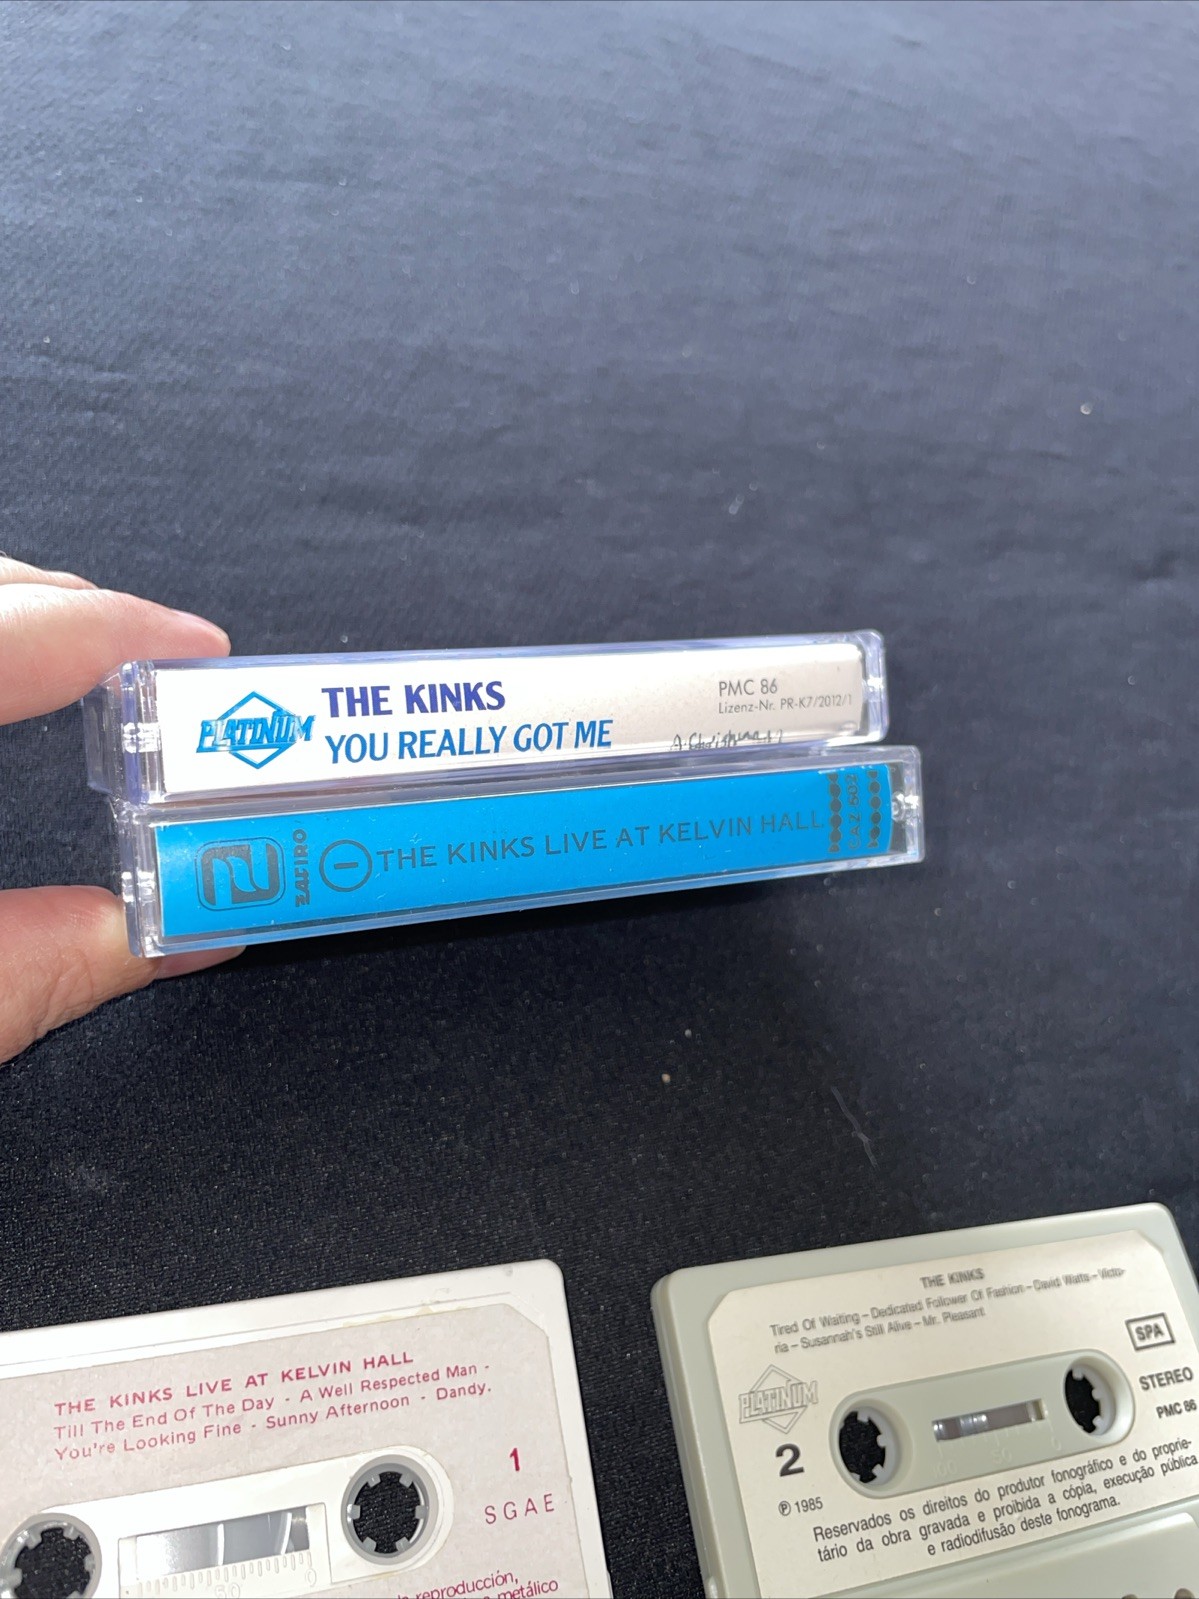 PLATINUM
THE KINKS
YOU REALLY GOT ME
PMC 86
Lizenz-Nr. PR-K7/2012/1
ZAFIRO
THE KINKS LIVE AT KELVIN HALL
THE KINKS LIVE AT KELVIN HALL
Till The End Of The Day - A Well Respected Man -
You're Looking Fine - Sunny Afternoon - Dandy.
1
SGAE
reproducción,
metálico
THE KINKS
Tired Of Waiting – Dedicated Follower Of Fashion – David Watts – Victo-
ria – Susannah's Still Alive – Mr. Pleasant
SPA
PLATINUM
STEREO
PMC 86
2
℗ 1985
Reservados os direitos do produtor fonográfico e do proprie-
tário da obra gravada e proibida a cópia, execução pública
e radiodifusão deste fonograma.